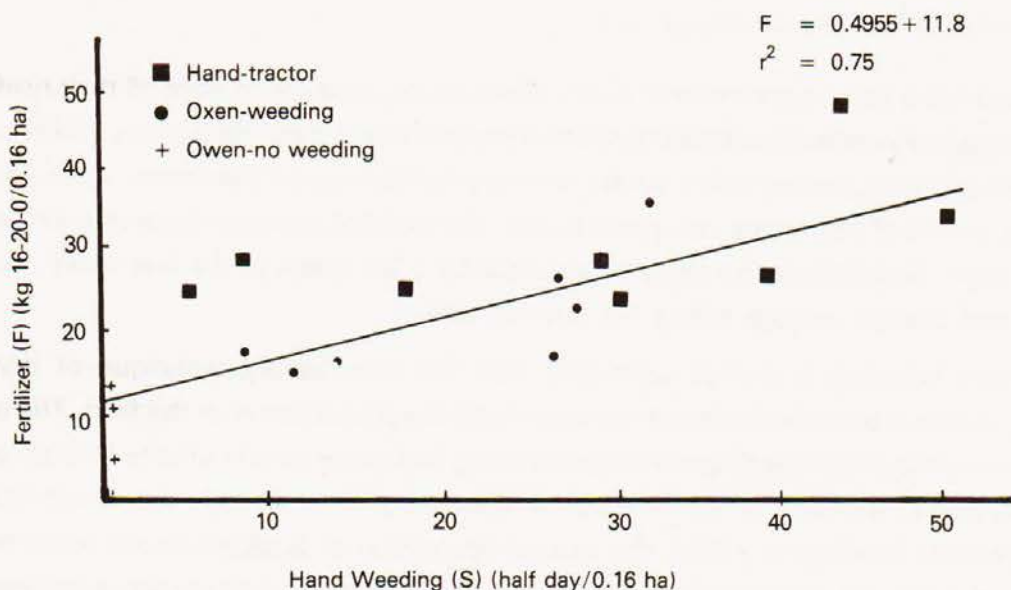 F = 0.4955 + 11.8
r² = 0.75
Hand-tractor
Oxen-weeding
Owen-no weeding
Fertilizer (F) (kg 16-20-0/0.16 ha)
50
40
30
20
10
10 20 30 40 50
Hand Weeding (S) (half day/0.16 ha)